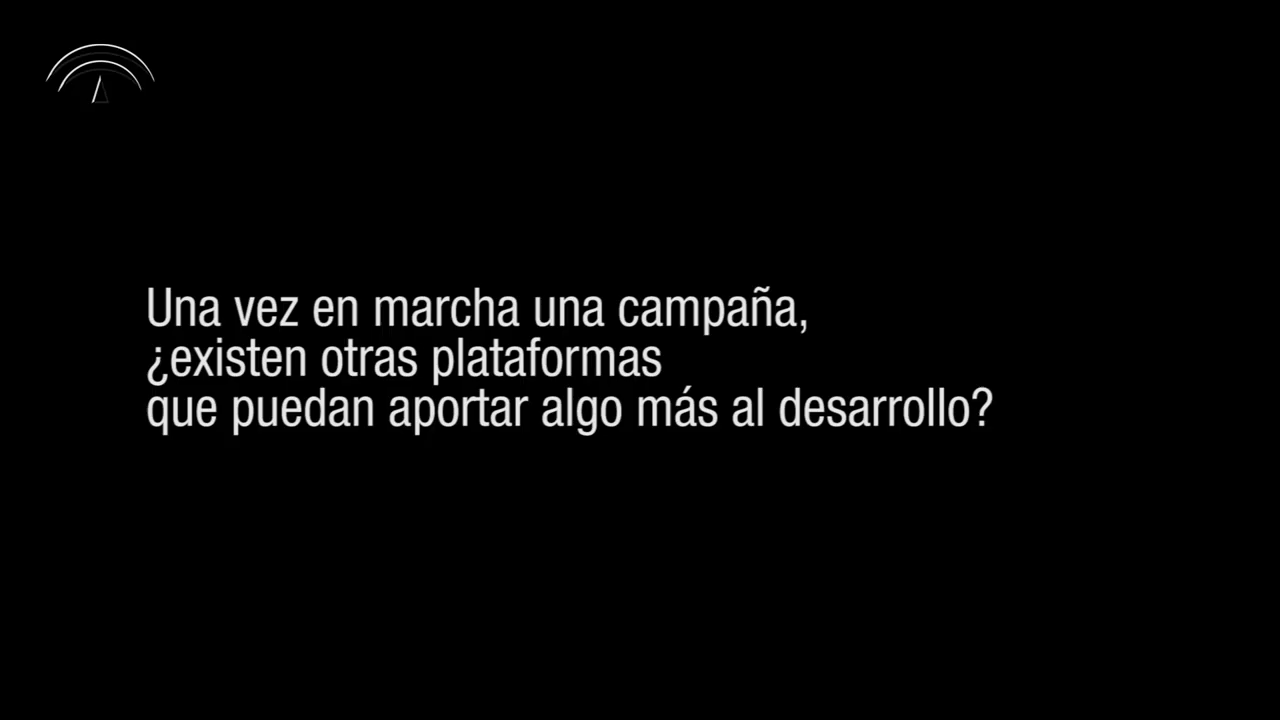 Una vez en marcha una campaña,
¿existen otras plataformas
que puedan aportar algo más al desarrollo?